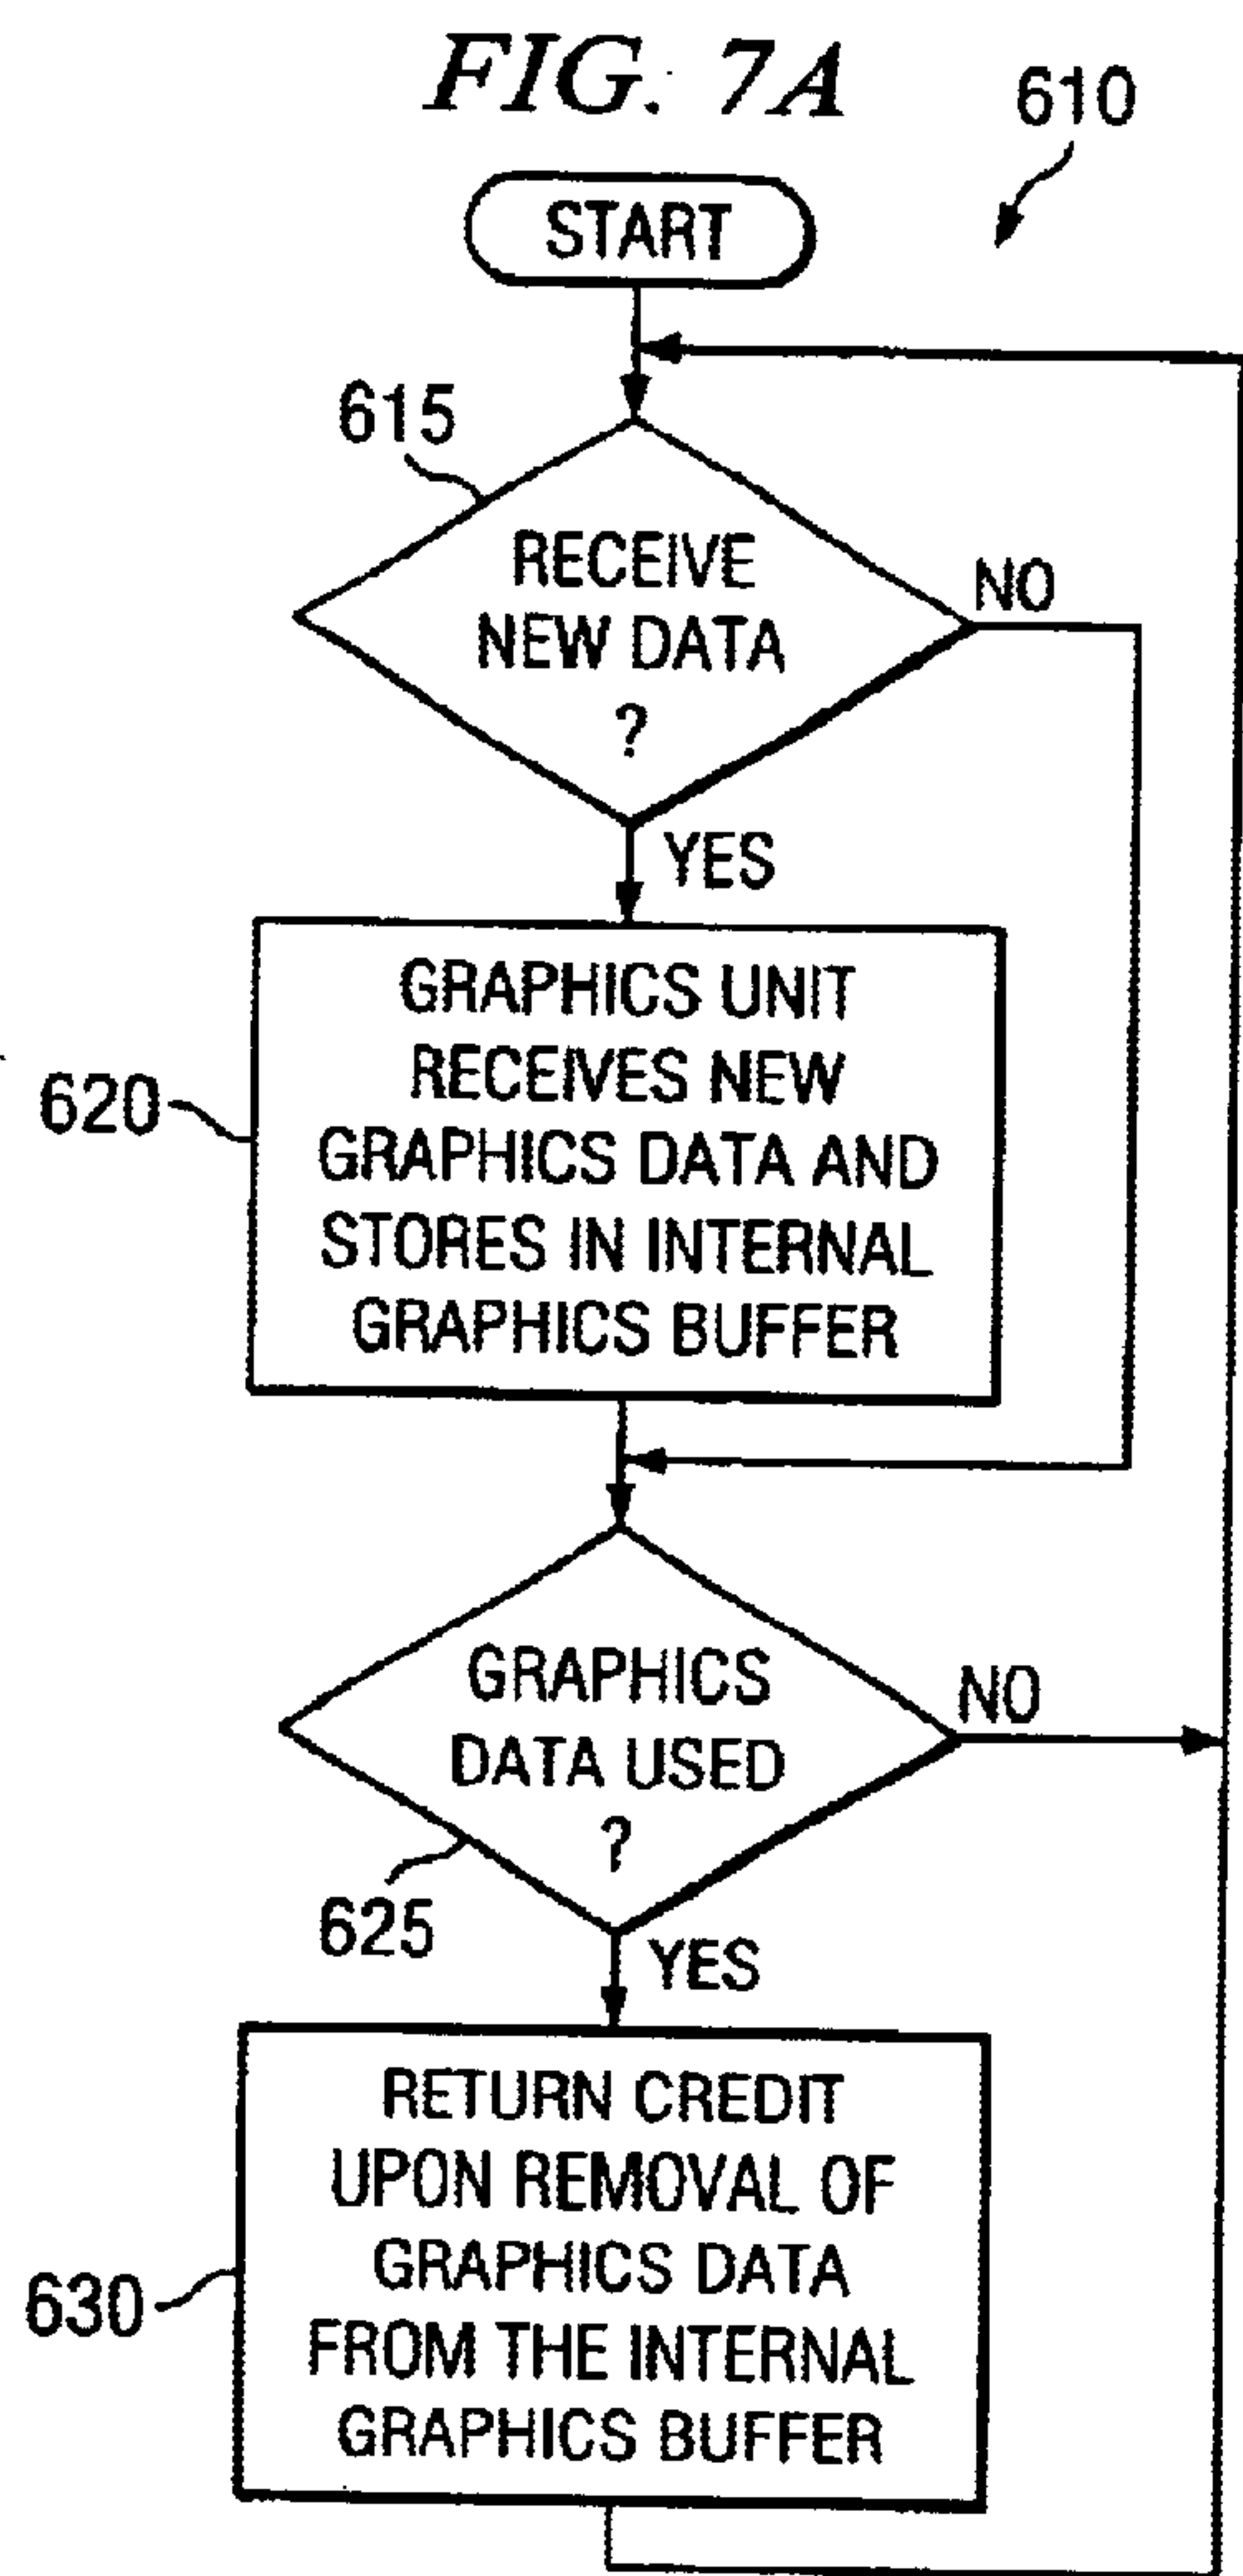 FIG. 7A
610
START
615
RECEIVE
NEW DATA
?
NO
YES
620
GRAPHICS UNIT
RECEIVES NEW
GRAPHICS DATA AND
STORES IN INTERNAL
GRAPHICS BUFFER
GRAPHICS
DATA USED
?
NO
625
YES
630
RETURN CREDIT
UPON REMOVAL OF
GRAPHICS DATA
FROM THE INTERNAL
GRAPHICS BUFFER